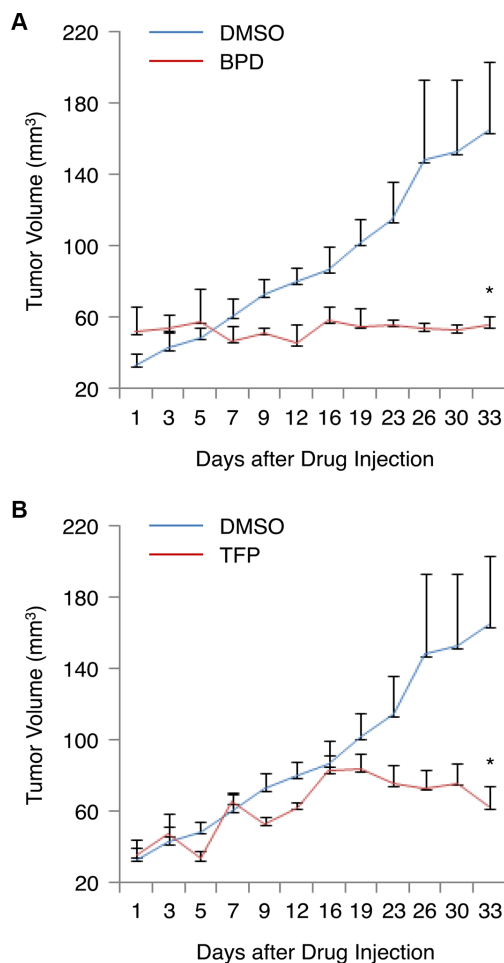 A
220
DMSO
BPD
180
140
100
60
20
Tumor Volume (mm³)
1 3 5 7 9 12 16 19 23 26 30 33
*
Days after Drug Injection
B
220
DMSO
TFP
180
140
100
60
20
Tumor Volume (mm³)
1 3 5 7 9 12 16 19 23 26 30 33
*
Days after Drug Injection